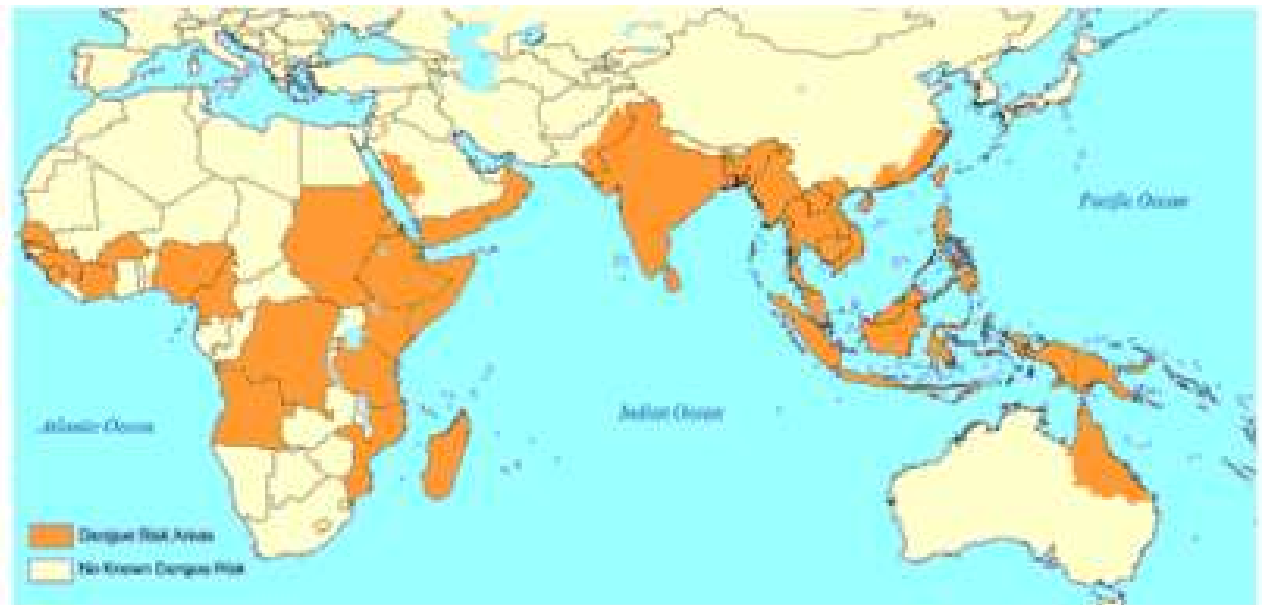 Pacific Ocean
Indian Ocean
Atlantic Ocean
Dengue Risk Areas
No Known Dengue Risk